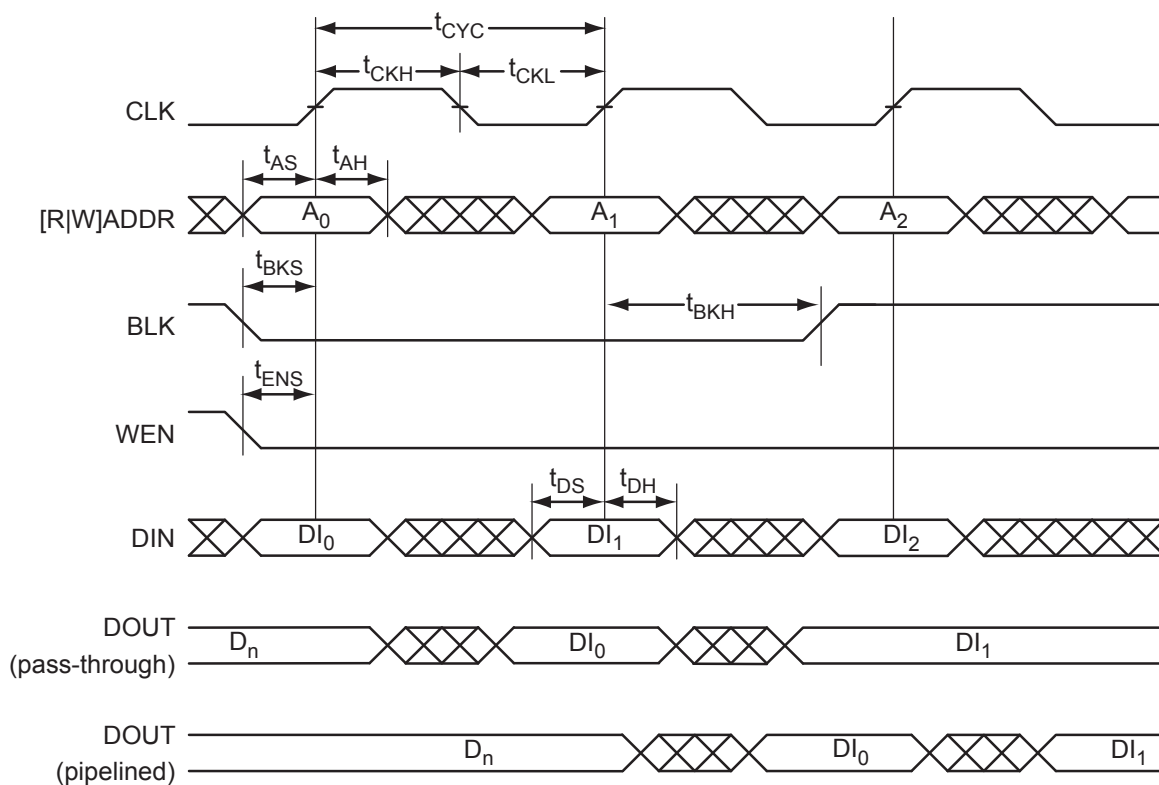 tCYC
tCKH tCKL
CLK
tAS tAH
[R|W]ADDR A0 A1 A2
tBKS
tBKH
BLK
tENS
WEN
tDS tDH
DIN DI0 DI1 DI2
DOUT
(pass-through) Dn DI0 DI1
DOUT
(pipelined) Dn DI0 DI1